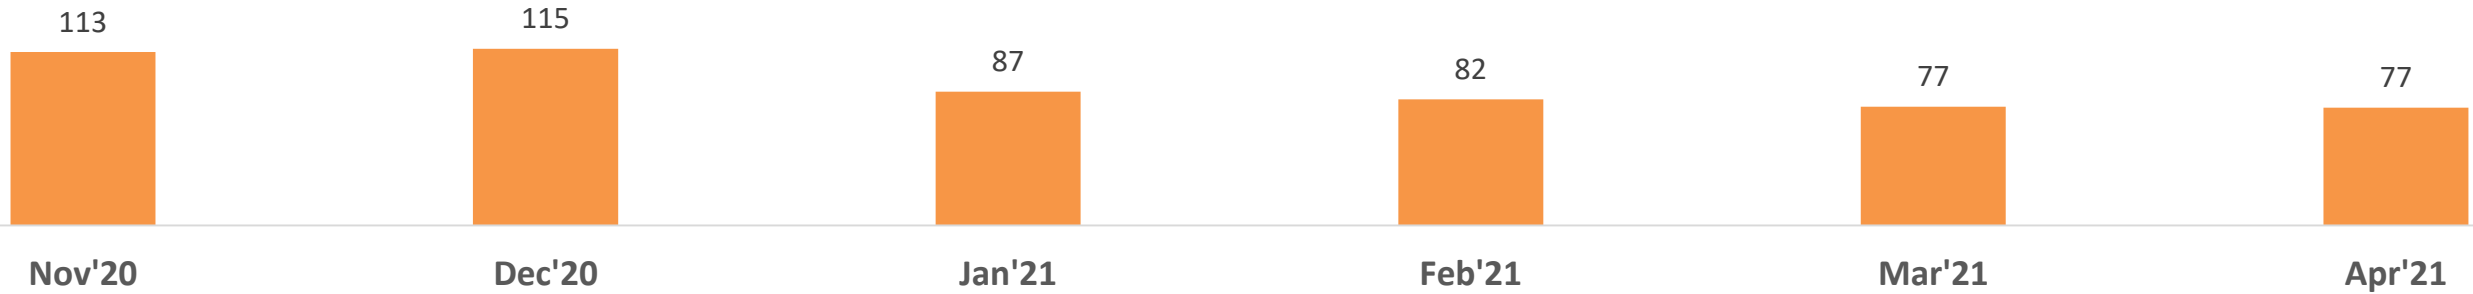 113 115 87 82 77 77
Nov'20 Dec'20 Jan'21 Feb'21 Mar'21 Apr'21